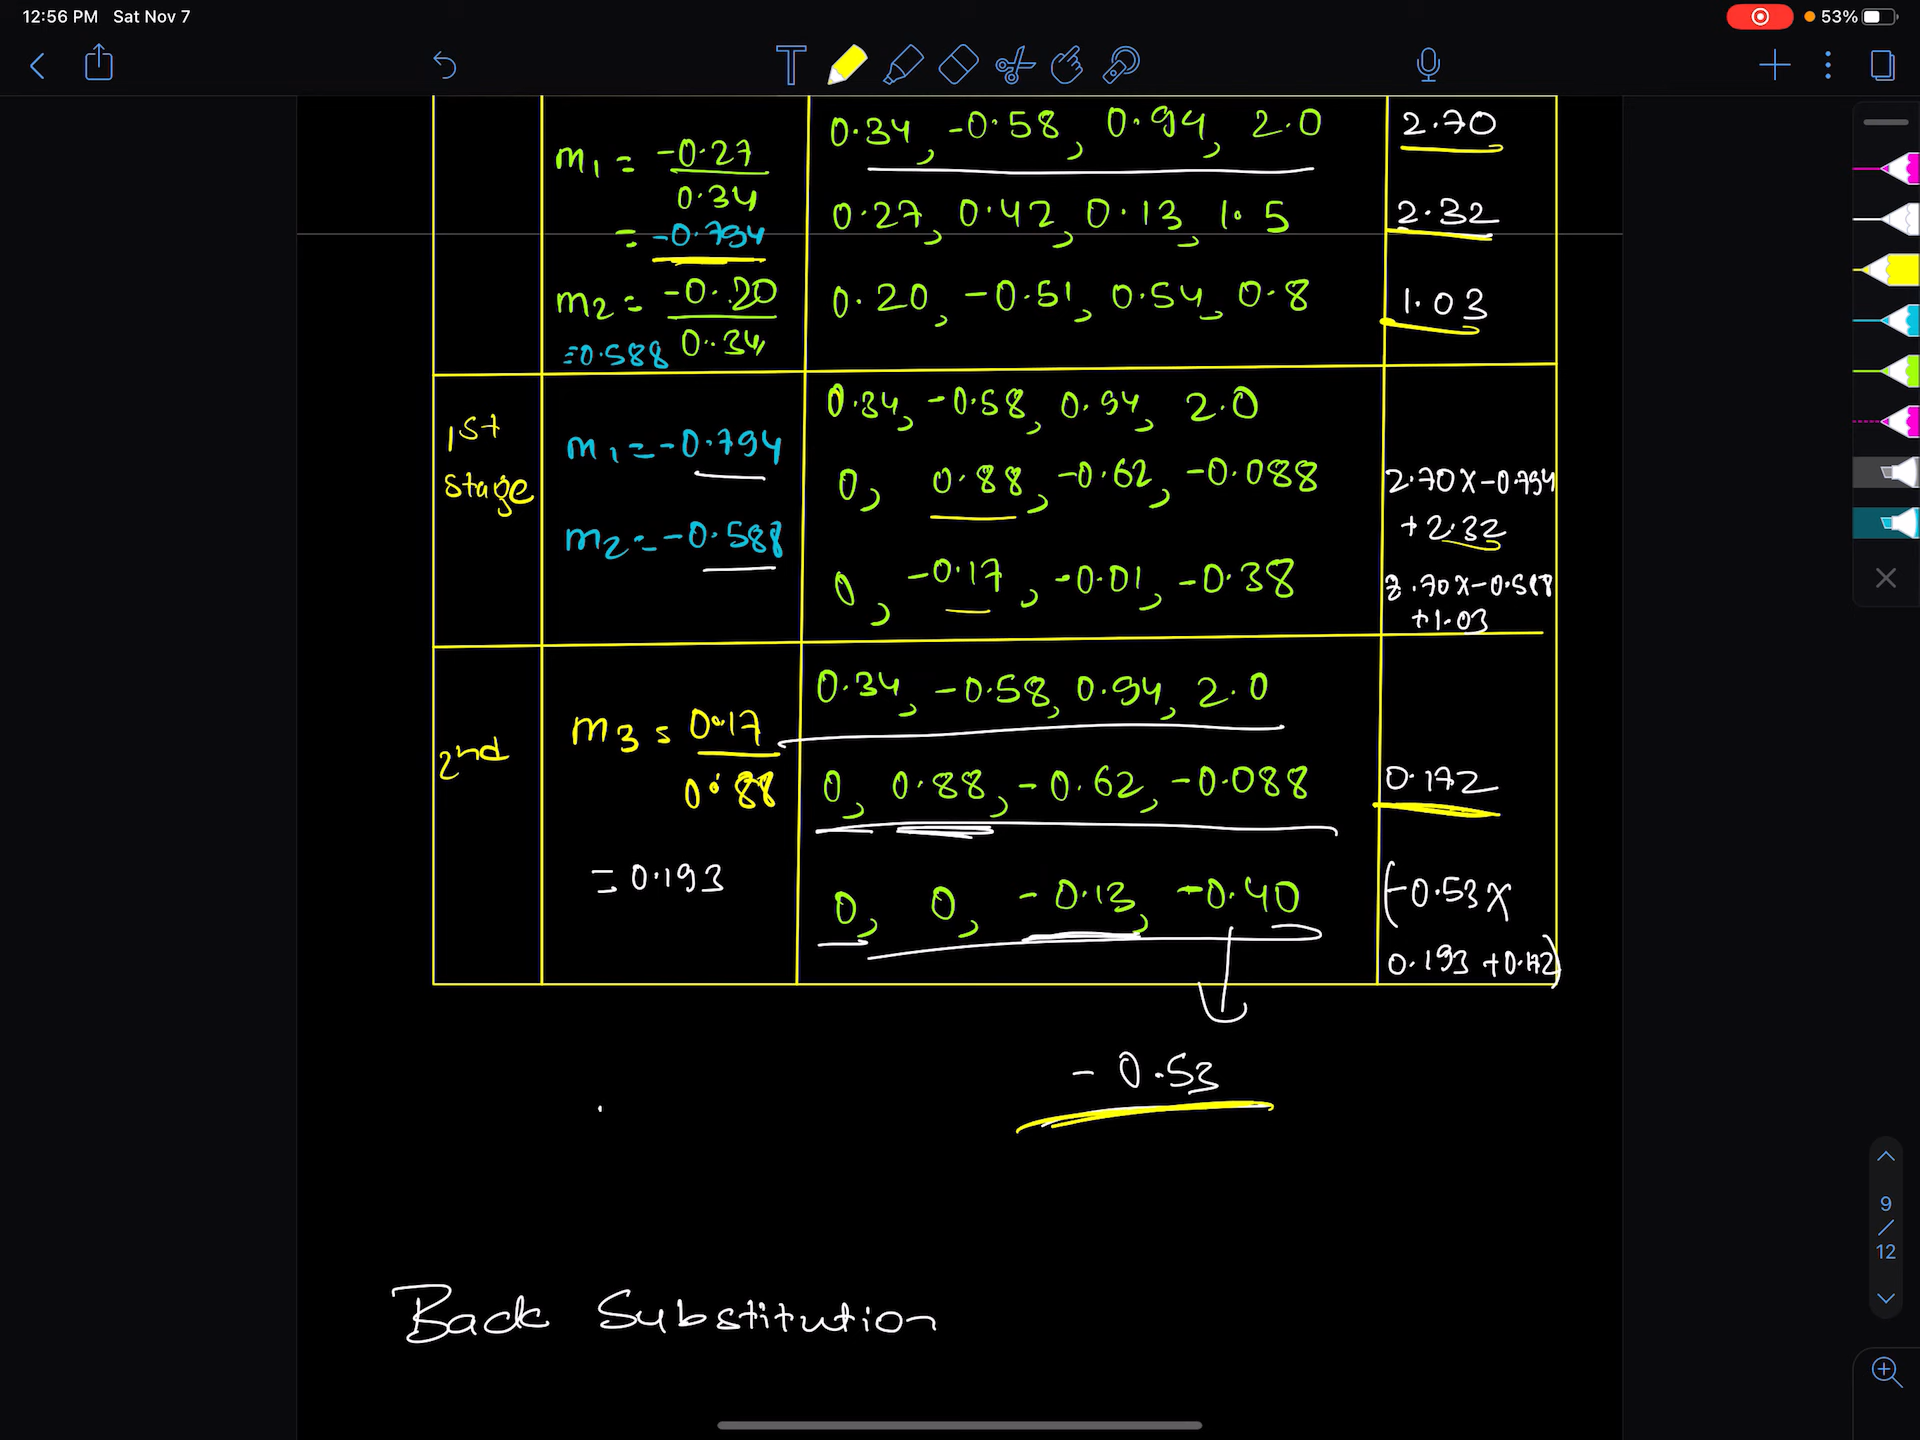 12:56 PM Sat Nov 7
53%
m1 = -0.27 / 0.34
= -0.794
m2 = -0.20 / 0.34
=0.588
0.34, -0.58, 0.94, 2.0
0.27, 0.42, 0.13, 1.5
0.20, -0.51, 0.54, 0.8
2.70
2.32
1.03
1st
stage
m1 = -0.794
m2 = -0.588
0.34, -0.58, 0.94, 2.0
0, 0.88, -0.62, -0.088
0, -0.17, -0.01, -0.38
2.70x-0.794
+2.32
2.70x-0.588
+1.03
2nd
m3 = 0.17 / 0.88
= 0.193
0.34, -0.58, 0.94, 2.0
0, 0.88, -0.62, -0.088
0, 0, -0.13, -0.40
0.172
(-0.53x
0.193 +0.172)
-0.53
Back Substitution
9
/
12